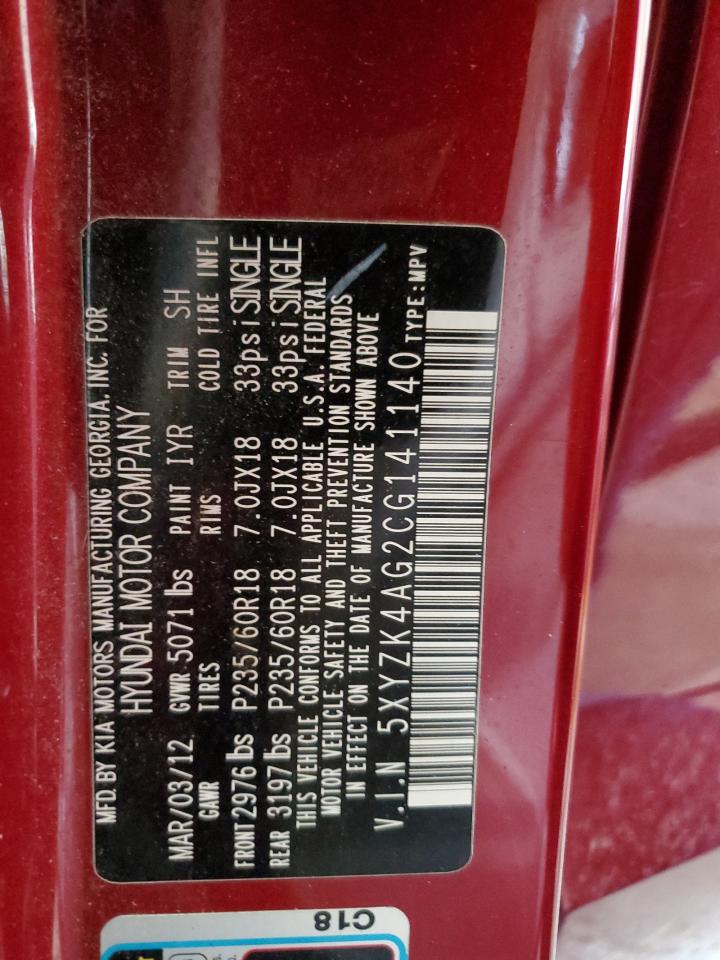 MFD. BY KIA MOTORS MANUFACTURING GEORGIA, INC. FOR
HYUNDAI MOTOR COMPANY
MAR/03/12 GVWR 5071 lbs PAINT IYR TRIM SH
GAWR TIRES RIMS COLD TIRE INFL
FRONT 2976 lbs P235/60R18 7.0JX18 33psi SINGLE
REAR 3197 lbs P235/60R18 7.0JX18 33psi SINGLE
THIS VEHICLE CONFORMS TO ALL APPLICABLE U.S.A. FEDERAL
MOTOR VEHICLE SAFETY AND THEFT PREVENTION STANDARDS
IN EFFECT ON THE DATE OF MANUFACTURE SHOWN ABOVE
V.I.N 5XYZK4AG2CG141140 TYPE:MPV
C18